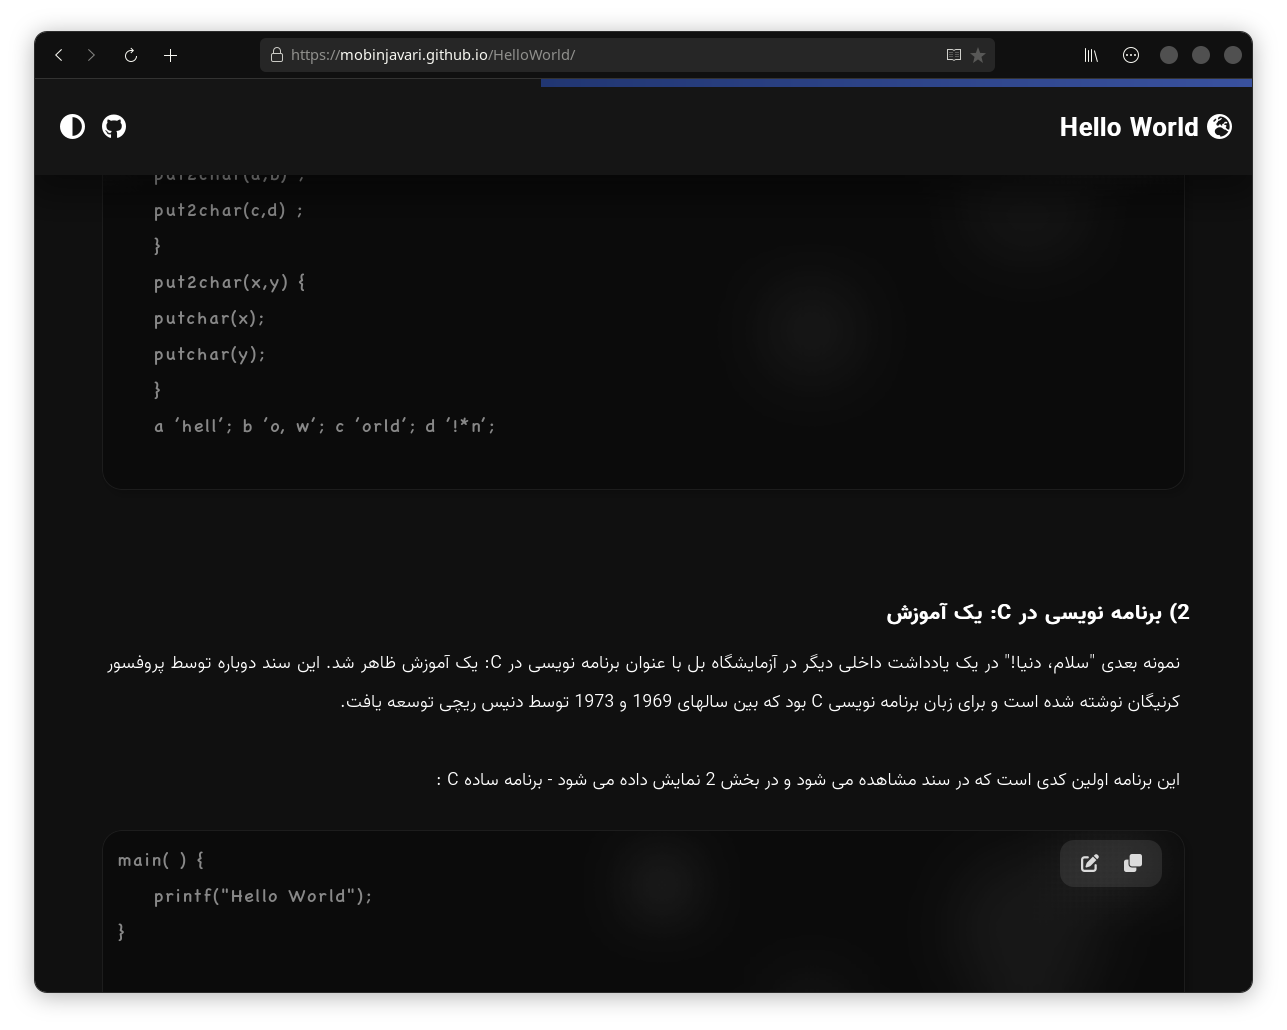 https://mobinjavari.github.io/HelloWorld/
Hello World
put2char(a,b) ;
put2char(c,d) ;
}
put2char(x,y) {
putchar(x);
putchar(y);
}
a 'hell'; b 'o, w'; c 'orld'; d '!*n';
2) برنامه نویسی در C: یک آموزش
نمونه بعدی "سلام، دنیا!" در یک یادداشت داخلی دیگر در آزمایشگاه بل با عنوان برنامه نویسی در C: یک آموزش ظاهر شد. این سند دوباره توسط پروفسور
کرنیگان نوشته شده است و برای زبان برنامه نویسی C بود که بین سالهای 1969 و 1973 توسط دنیس ریچی توسعه یافت.
این برنامه اولین کدی است که در سند مشاهده می شود و در بخش 2 نمایش داده می شود - برنامه ساده C :
main( ) {
printf("Hello World");
}